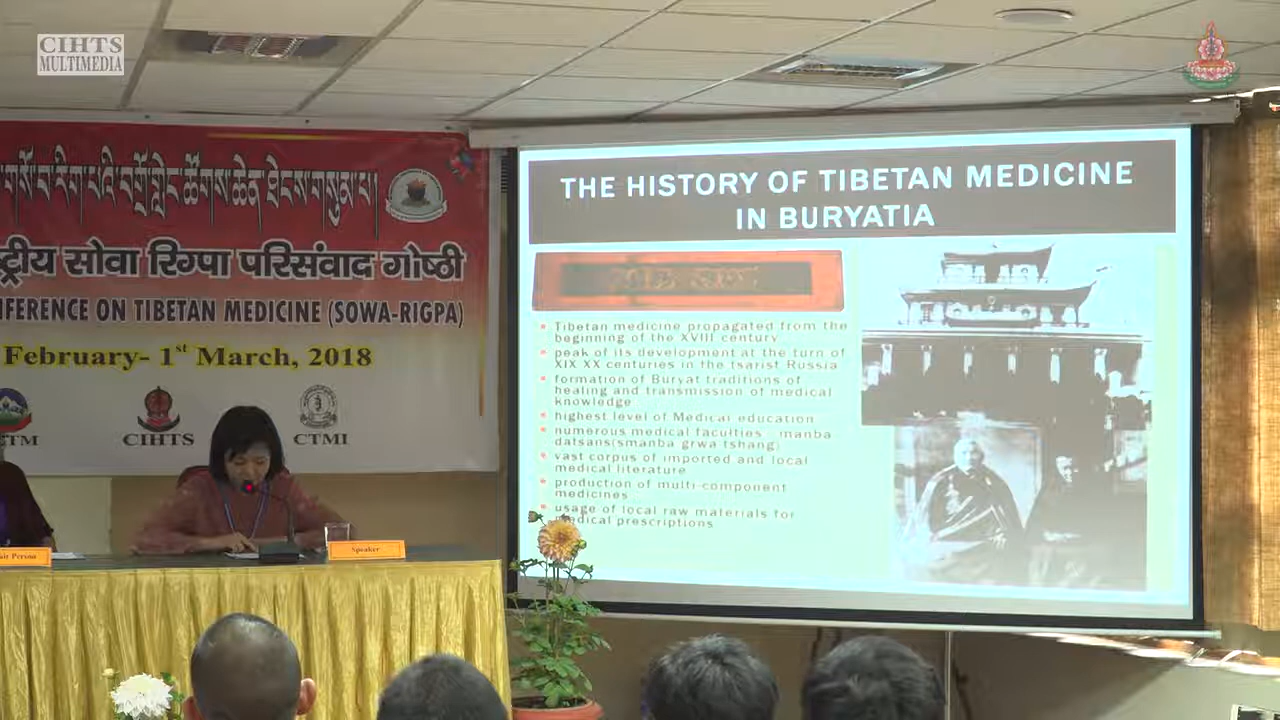 CIHTS
MULTIMEDIA
ष्ट्रीय सोवा रिग्पा परिसंवाद गोष्ठी
NFERENCE ON TIBETAN MEDICINE (SOWA-RIGPA)
February- 1st March, 2018
CIHTS
CTMI
Speaker
Person
THE HISTORY OF TIBETAN MEDICINE
IN BURYATIA
Tibetan medicine propagated from the
beginning of the XVIII century
peak of its development at the turn of
XIX XX centuries in the tsarist Russia
formation of Buryat traditions of
healing and transmission of medical
knowledge
highest level of Medical education
numerous medical faculties - manba
datsans(smanba grwa tshang)
vast corpus of imported and local
medical literature
production of multi-component
medicines
usage of local raw materials for
medical prescriptions